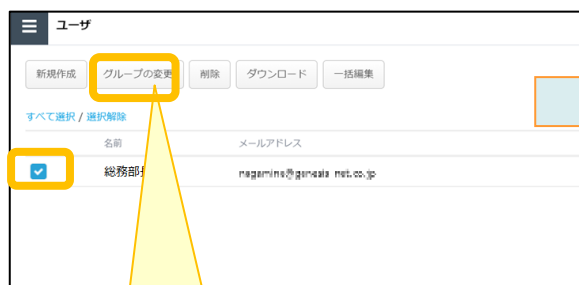 ユーザ
新規作成 グループの変更 削除 ダウンロード 一括編集
すべて選択 / 選択解除
名前 メールアドレス
総務部